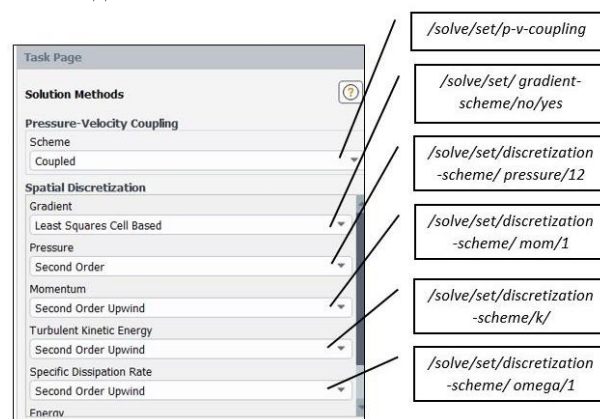 Task Page
Solution Methods
?
Pressure-Velocity Coupling
Scheme
Coupled
Spatial Discretization
Gradient
Least Squares Cell Based
Pressure
Second Order
Momentum
Second Order Upwind
Turbulent Kinetic Energy
Second Order Upwind
Specific Dissipation Rate
Second Order Upwind
Energy
/solve/set/p-v-coupling
/solve/set/ gradient-
scheme/no/yes
/solve/set/discretization
-scheme/ pressure/12
/solve/set/discretization
-scheme/ mom/1
/solve/set/discretization
-scheme/k/
/solve/set/discretization
-scheme/ omega/1